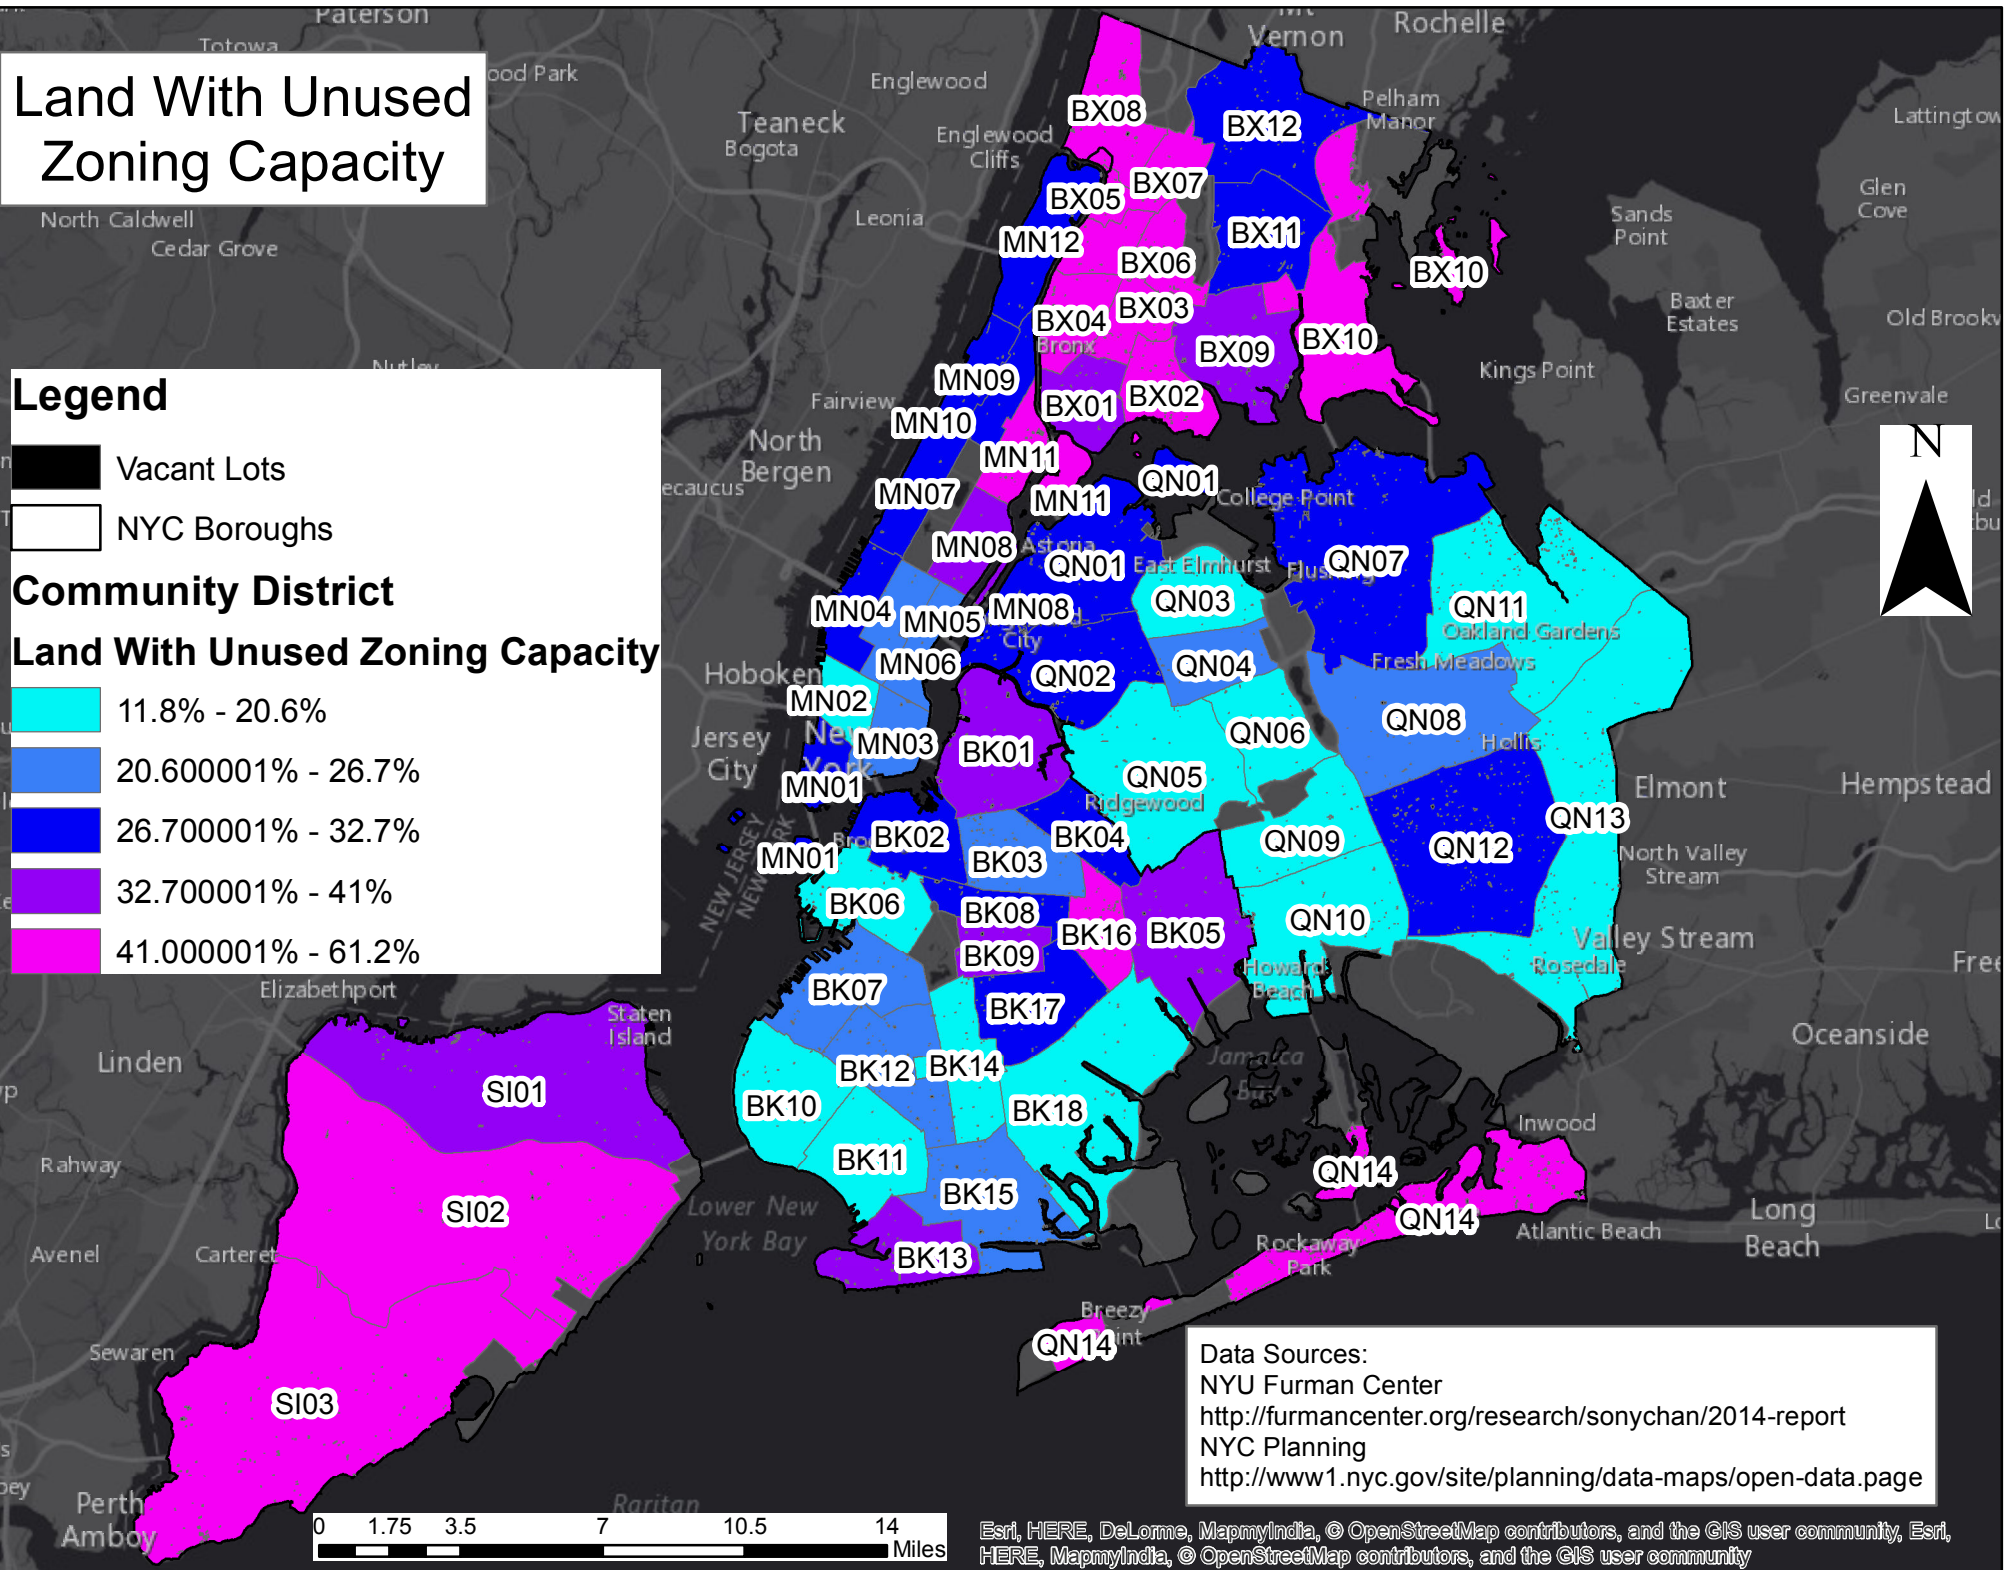 Land With Unused
Zoning Capacity
Legend
Vacant Lots
NYC Boroughs
Community District
Land With Unused Zoning Capacity
11.8% - 20.6%
20.600001% - 26.7%
26.700001% - 32.7%
32.700001% - 41%
41.000001% - 61.2%
Paterson
Totowa
North Caldwell
Cedar Grove
Nutley
Englewood
Teaneck
Bogota
Englewood
Cliffs
Leonia
Fairview
North
Bergen
Vernon
Rochelle
Pelham
Manor
Glen
Cove
Sands
Point
Baxter
Estates
Kings Point
Greenvale
N
BX08
BX12
BX07
BX05
BX11
MN12
BX06
BX10
BX03
BX04
Bronx
BX09
BX10
MN09
BX01
BX02
MN10
MN11
QN01
MN07
MN11
College Point
MN08
Astoria
QN01
East Elmhurst
QN07
QN03
QN11
MN04
MN05
MN08
City
Oakland Gardens
Fresh Meadows
MN06
QN04
Hoboken
QN02
MN02
QN08
QN06
Hollis
Jersey
City
New
York
MN03
BK01
QN05
Ridgewood
MN01
Elmont
Hempstead
QN13
BK02
BK04
QN09
QN12
MN01
BK03
North Valley
Stream
NEW JERSEY
BK06
BK08
BK16
BK05
QN10
BK09
Valley Stream
Rosedale
Howard
Beach
BK07
BK17
Elizabethport
Staten
Island
Linden
Oceanside
Jamaica
Bay
BK12
BK14
SI01
BK10
BK18
Inwood
Rahway
BK11
QN14
BK15
SI02
Lower New
York Bay
QN14
Atlantic Beach
Long
Beach
Avenel
Carteret
BK13
Rockaway
Park
Breezy
QN14
Sewaren
SI03
Perth
Amboy
Raritan
Data Sources:
NYU Furman Center
http://furmancenter.org/research/sonychan/2014-report
NYC Planning
http://www1.nyc.gov/site/planning/data-maps/open-data.page
0 1.75 3.5 7 10.5 14
Miles
Esri, HERE, DeLorme, MapmyIndia, © OpenStreetMap contributors, and the GIS user community, Esri,
HERE, MapmyIndia, © OpenStreetMap contributors, and the GIS user community